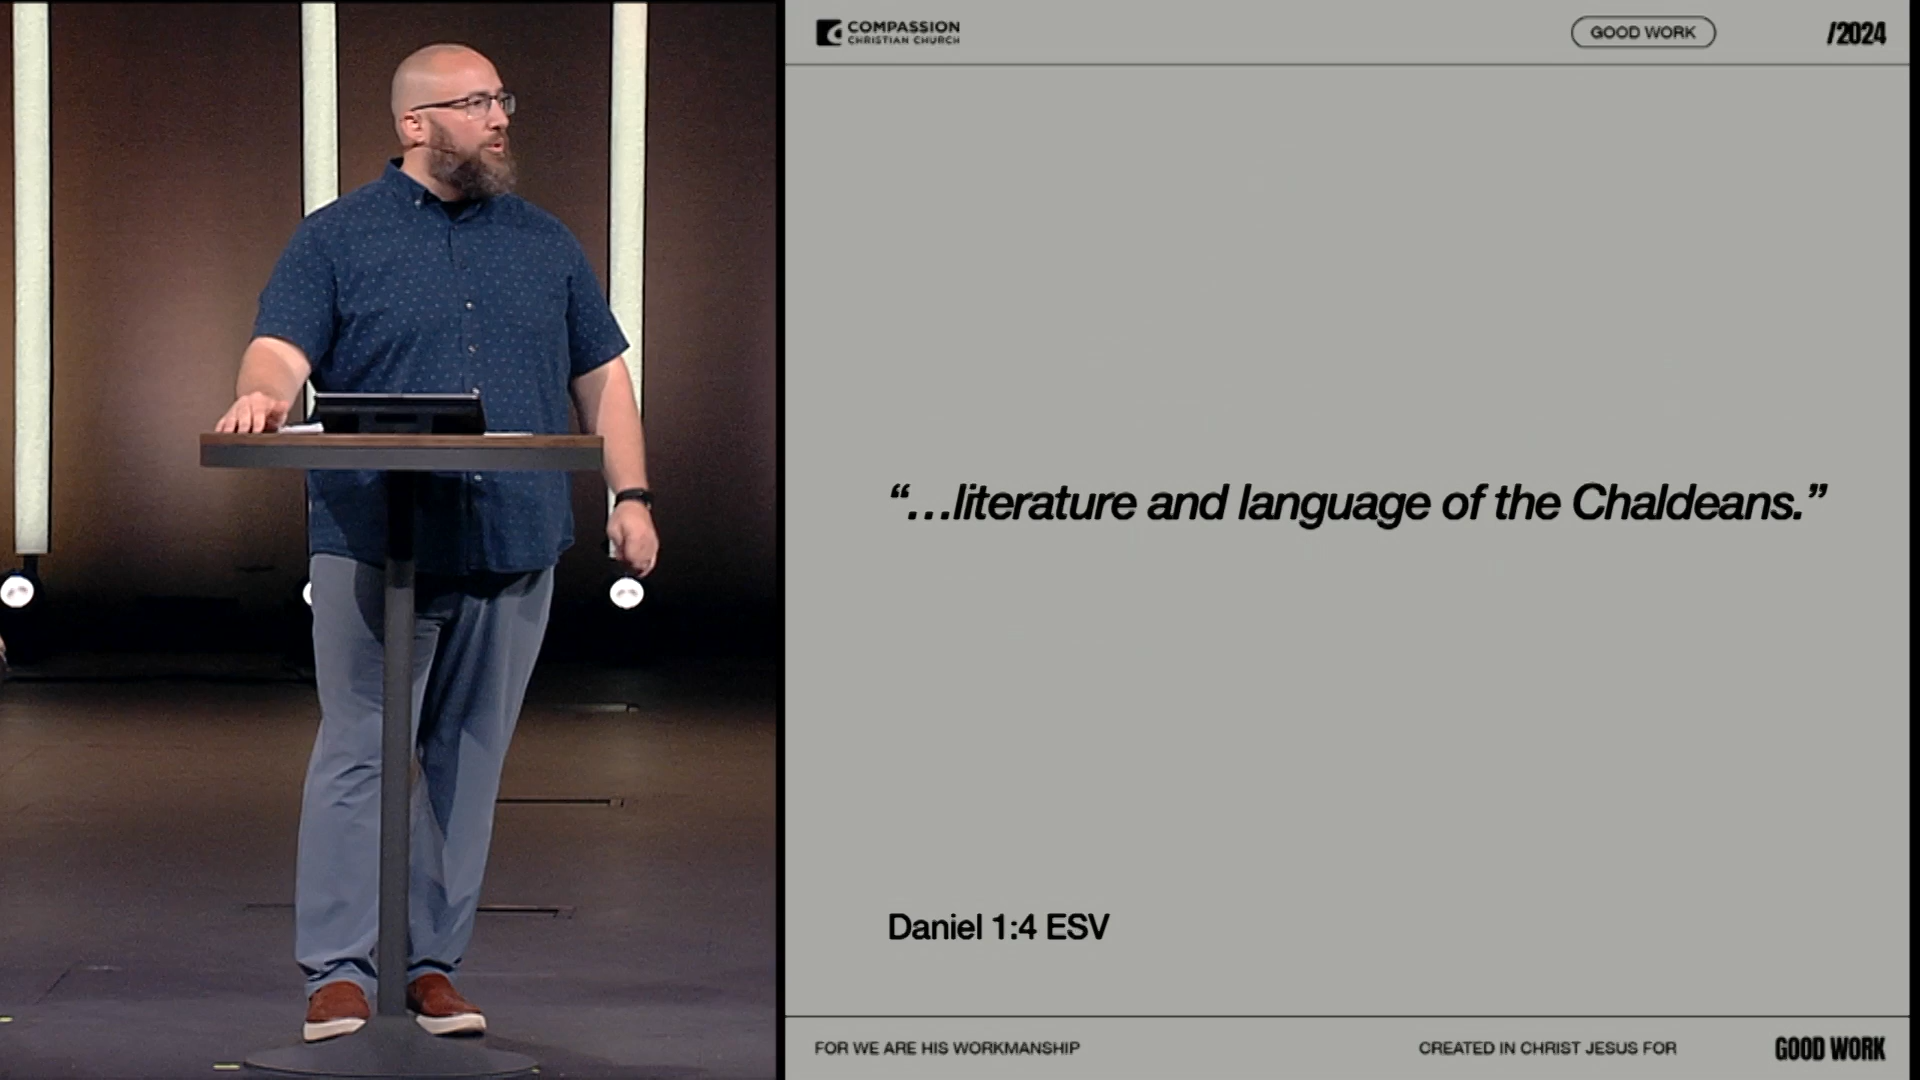 COMPASSION
CHRISTIAN CHURCH
GOOD WORK
/2024
“…literature and language of the Chaldeans.”
Daniel 1:4 ESV
FOR WE ARE HIS WORKMANSHIP
CREATED IN CHRIST JESUS FOR
GOOD WORK